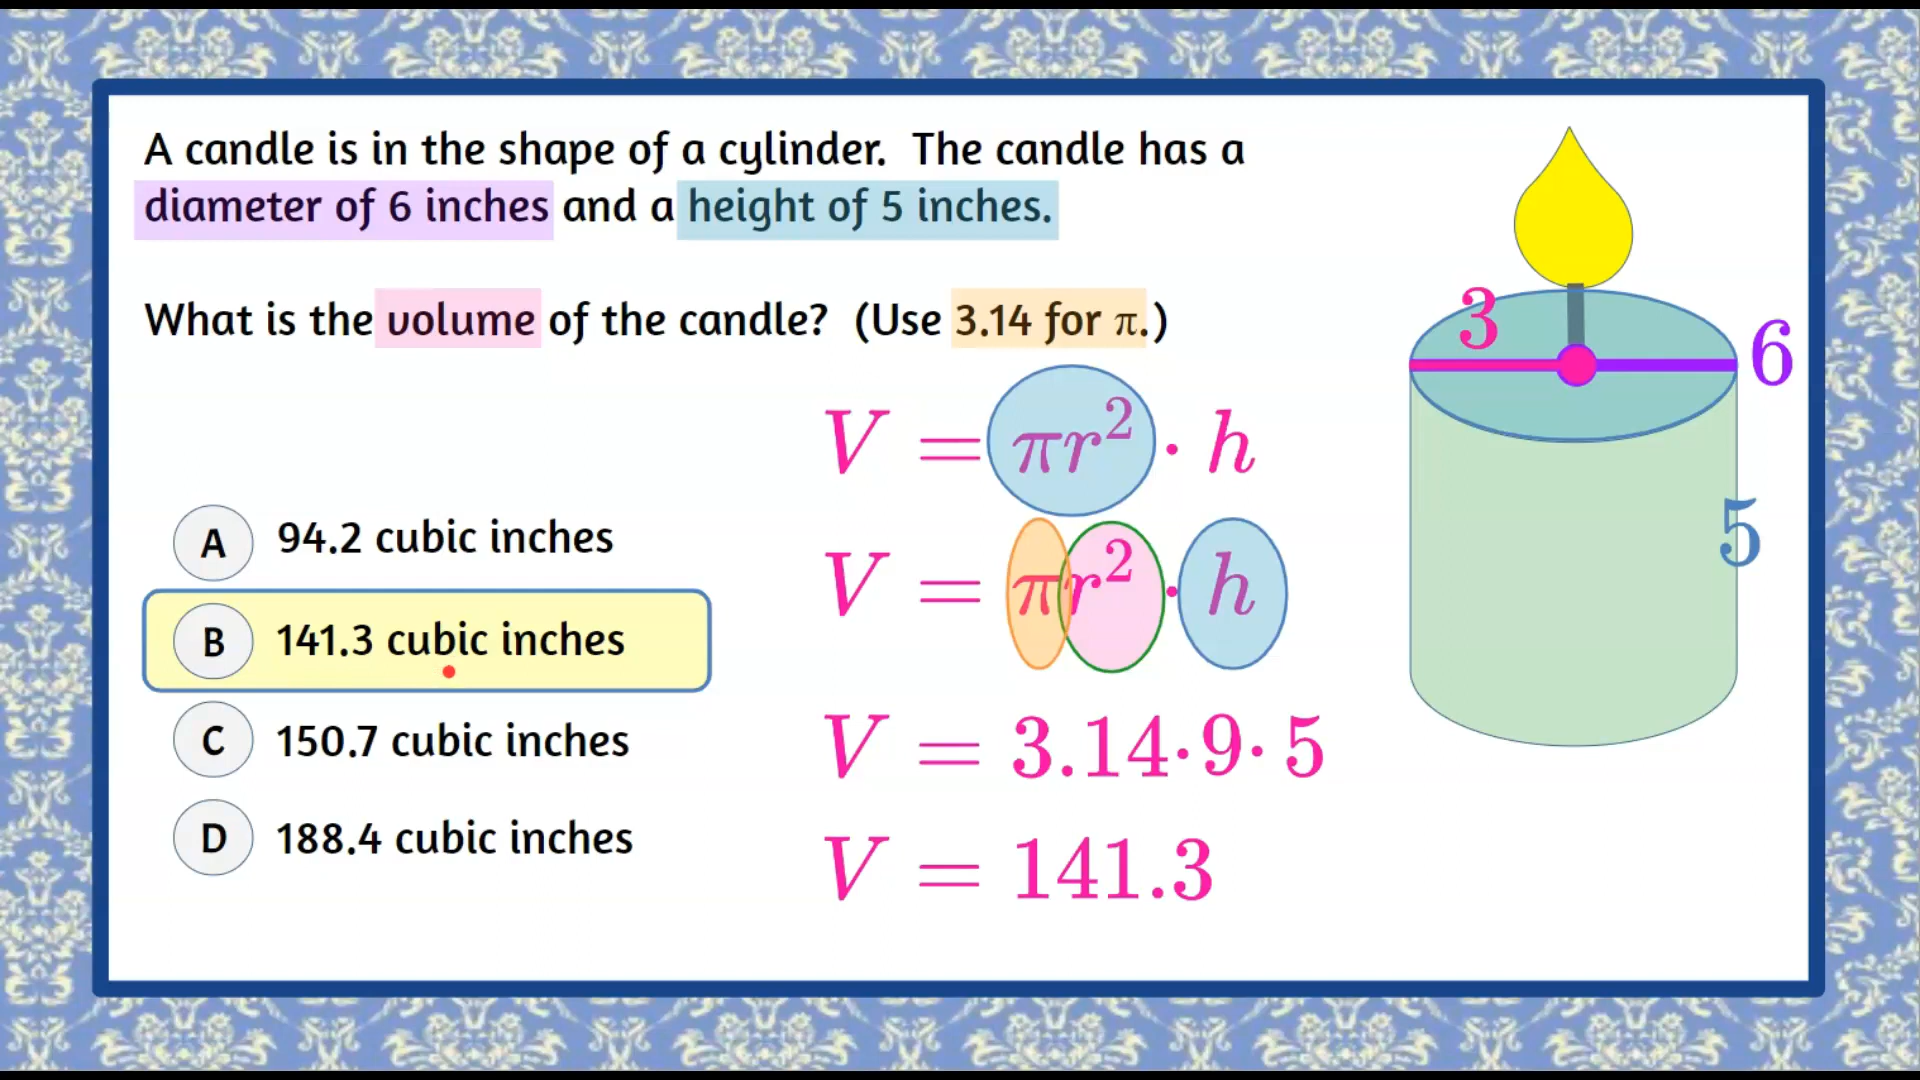 A candle is in the shape of a cylinder. The candle has a
diameter of 6 inches and a height of 5 inches.
What is the volume of the candle? (Use 3.14 for π.)
V = πr² · h
V = πr² · h
V = 3.14·9·5
V = 141.3
A 94.2 cubic inches
B 141.3 cubic inches
C 150.7 cubic inches
D 188.4 cubic inches
3
6
5